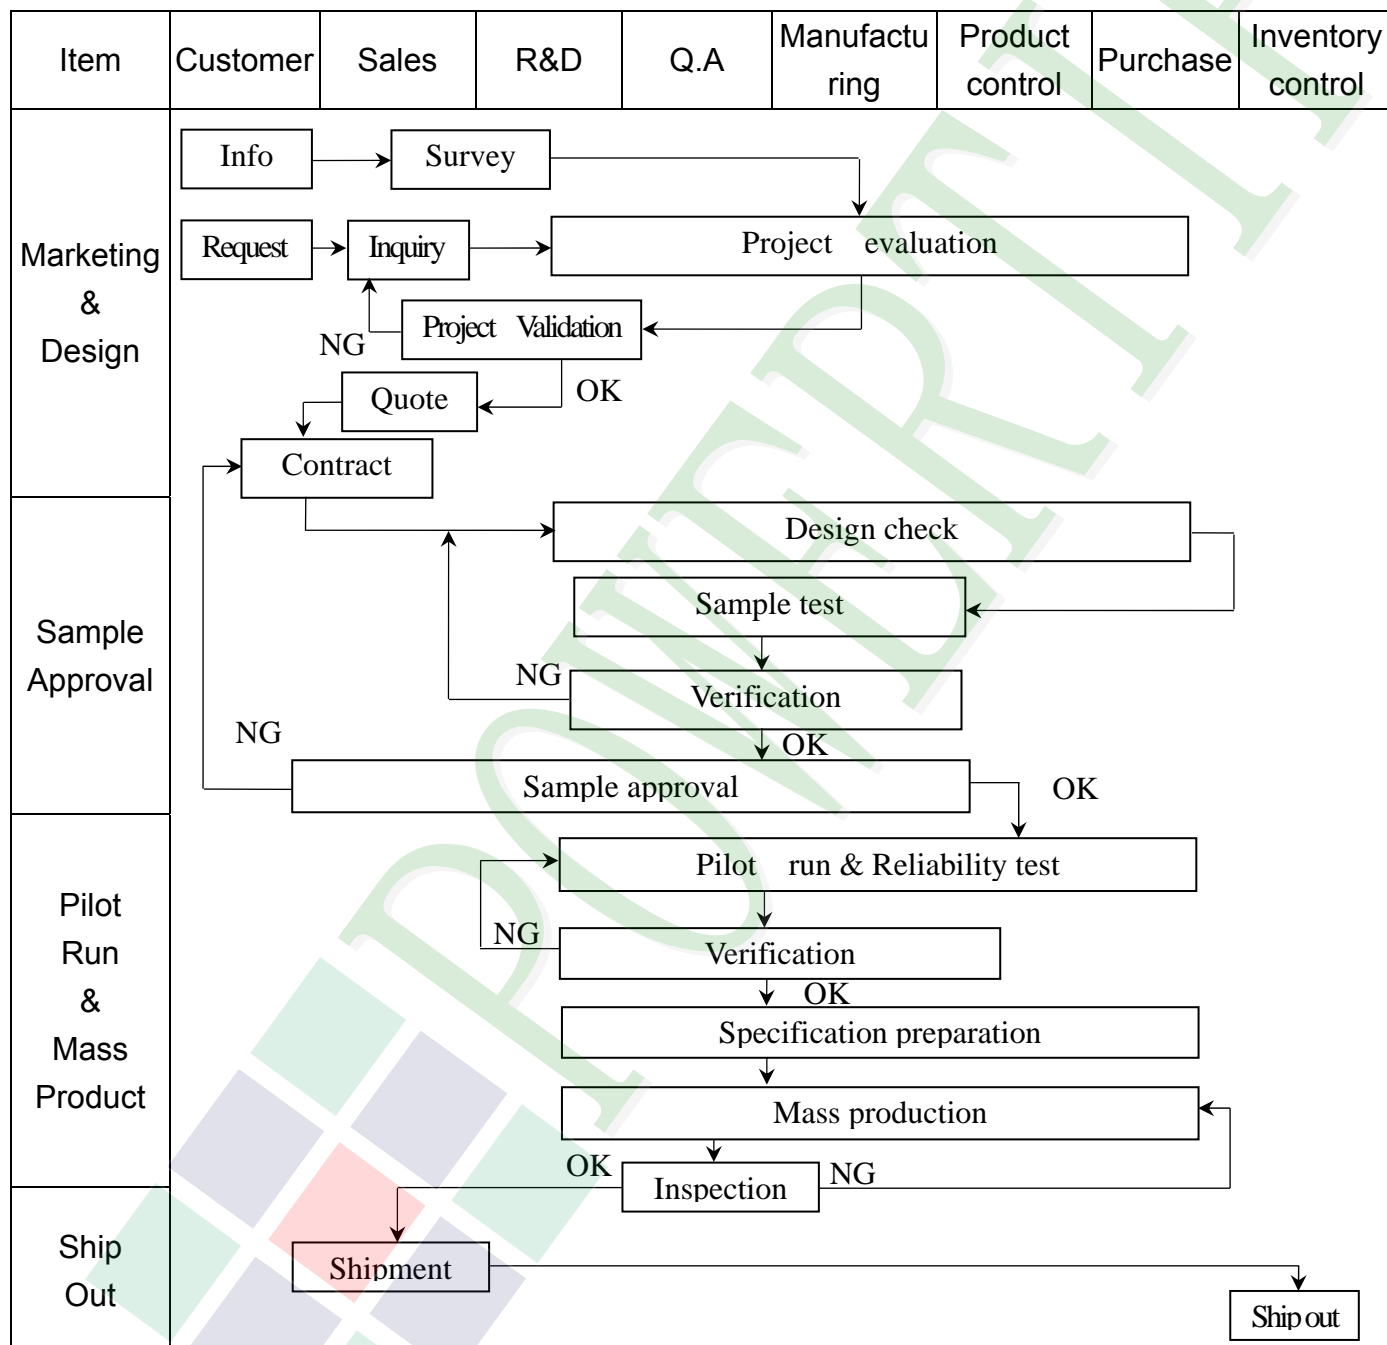 Item
Customer
Sales
R&D
Q.A
Manufactu
ring
Product
control
Purchase
Inventory
control
Marketing
&
Design
Info
Survey
Request
Inquiry
Project evaluation
Project Validation
NG
OK
Quote
Contract
Sample
Approval
Design check
Sample test
NG
Verification
NG
OK
Sample approval
OK
Pilot
Run
&
Mass
Product
Pilot run & Reliability test
NG
Verification
OK
Specification preparation
Mass production
OK
Inspection
NG
Ship
Out
Shipment
Ship out
POWERTIP